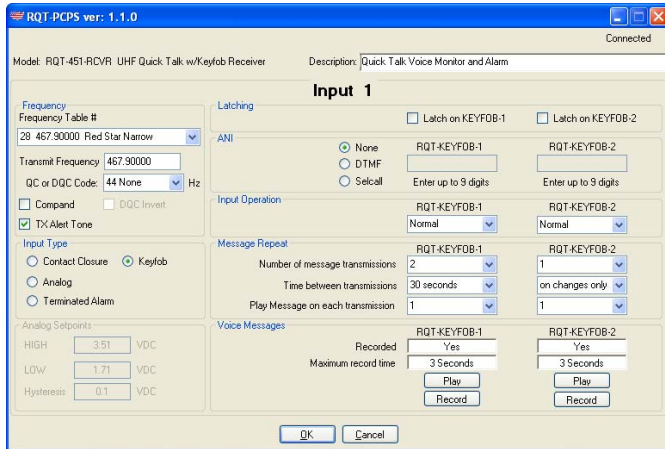 RQT-PCPS ver: 1.1.0
Connected
Model: RQT-451-RCVR UHF Quick Talk w/Keyfob Receiver Description: Quick Talk Voice Monitor and Alarm
Input 1
Frequency
Frequency Table #
28 467.90000 Red Star Narrow
Transmit Frequency 467.90000
QC or DQC Code: 44 None Hz
Compand DQC Invert
TX Alert Tone
Latching
Latch on KEYFOB-1 Latch on KEYFOB-2
ANI
None RQT-KEYFOB-1 RQT-KEYFOB-2
DTMF
Selcall Enter up to 9 digits Enter up to 9 digits
Input Operation
RQT-KEYFOB-1 RQT-KEYFOB-2
Normal Normal
Input Type
Contact Closure Keyfob
Analog
Terminated Alarm
Message Repeat
RQT-KEYFOB-1 RQT-KEYFOB-2
Number of message transmissions 2 1
Time between transmissions 30 seconds on changes only
Play Message on each transmission 1 1
Analog Setpoints
HIGH 3.51 VDC
LOW 1.71 VDC
Hysteresis 0.1 VDC
Voice Messages
RQT-KEYFOB-1 RQT-KEYFOB-2
Recorded Yes Yes
Maximum record time 3 Seconds 3 Seconds
Play Play
Record Record
OK Cancel